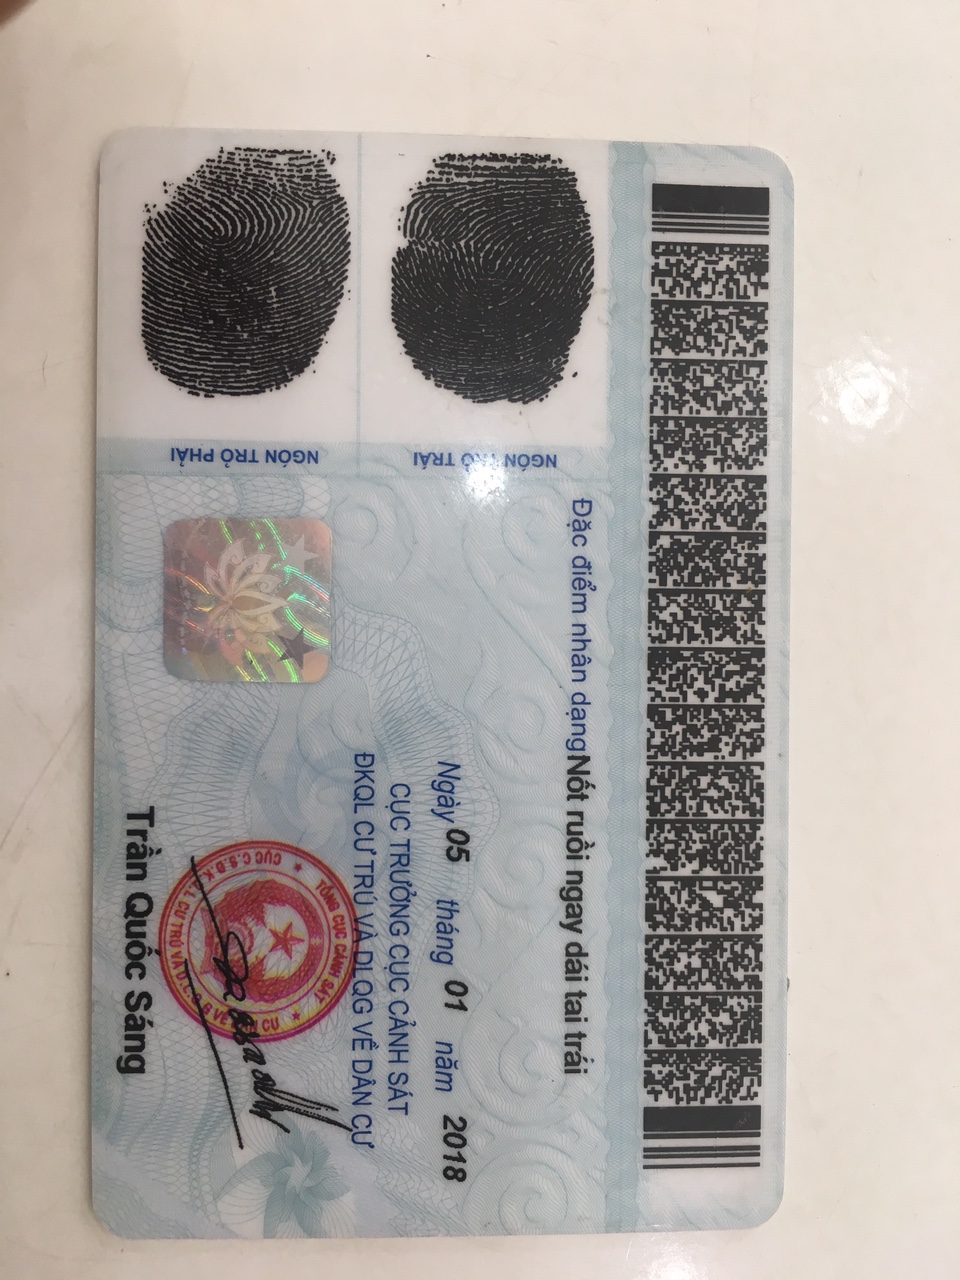 Đặc điểm nhân dạng Nốt ruồi ngay dái tai trái
NGÓN TRỎ TRÁI
NGÓN TRỎ PHẢI
Ngày 05 tháng 01 năm 2018
CỤC TRƯỞNG CỤC CẢNH SÁT
ĐKQL CƯ TRÚ VÀ DLQG VỀ DÂN CƯ
TỔNG CỤC CẢNH SÁT
CỤC C.S.Đ.K.Q.L CƯ TRÚ VÀ D.L.Q.G VỀ
Trần Quốc Sáng